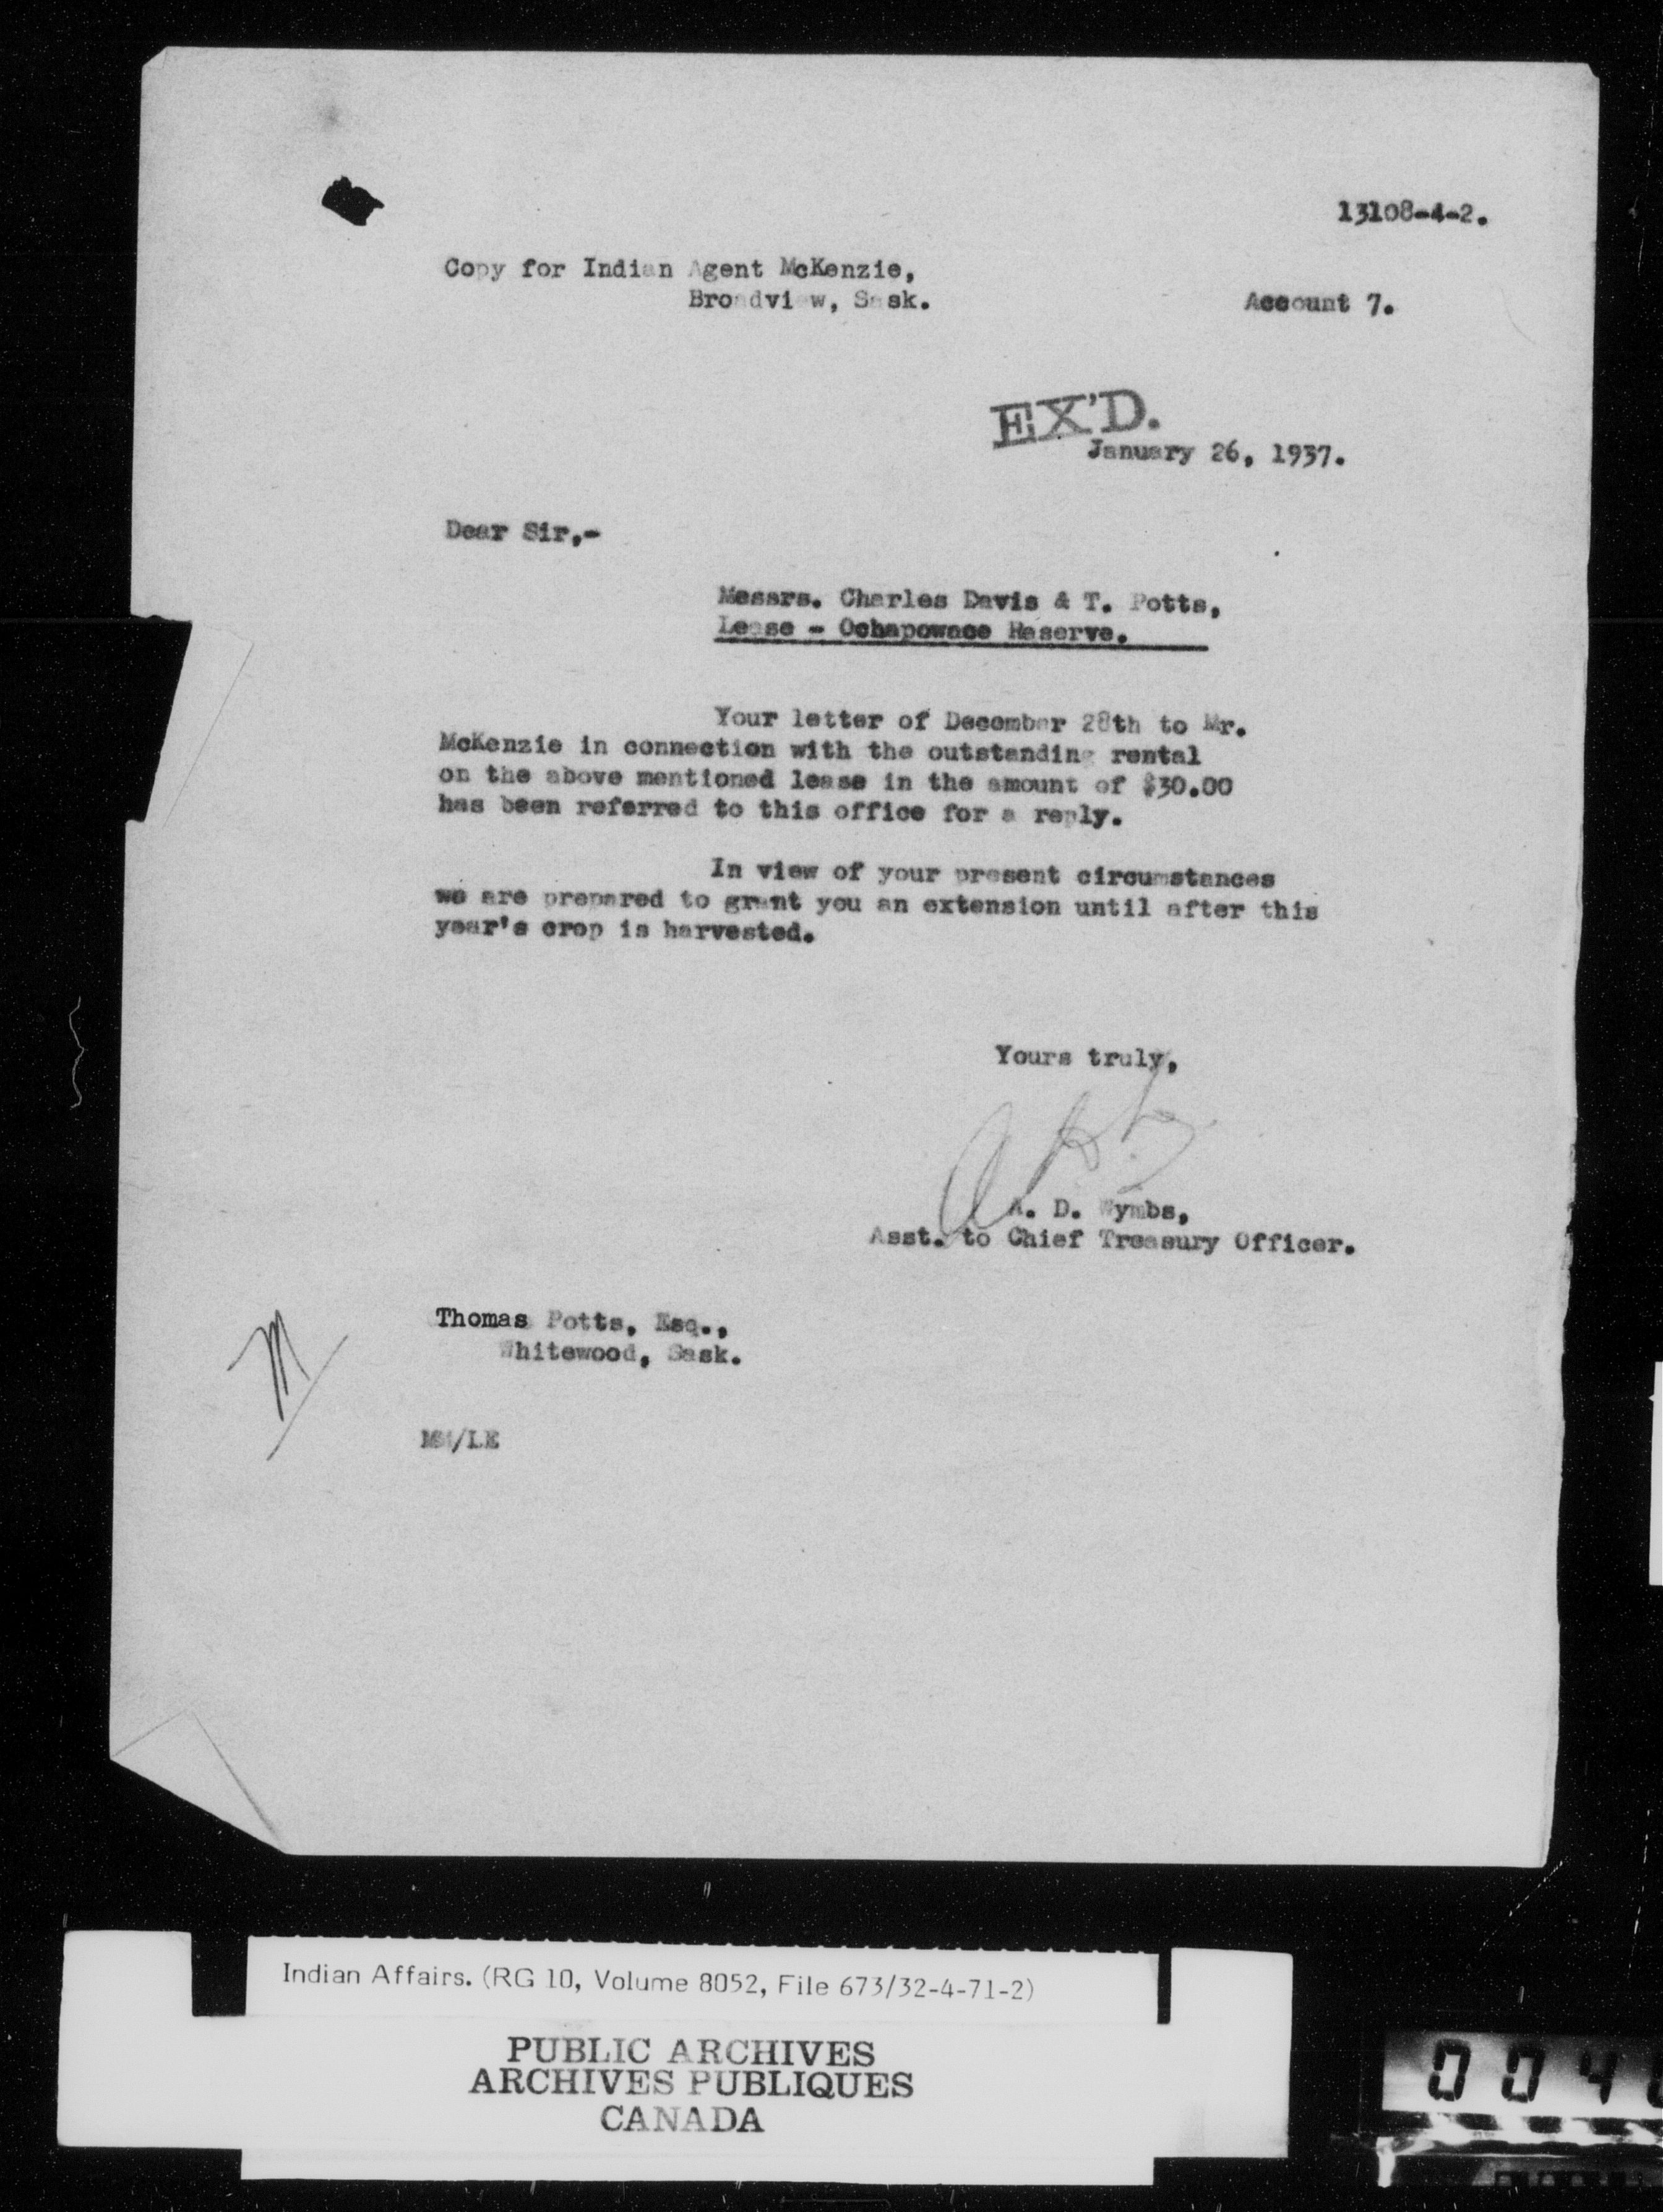 13108-4-2.
Copy for Indian Agent McKenzie,
Broadview, Sask.
Account 7.
EX'D.
January 26, 1937.
Dear Sir,-
Messrs. Charles Davis & T. Potts,
Lease - Ochapowace Reserve.
Your letter of December 28th to Mr.
McKenzie in connection with the outstanding rental
on the above mentioned lease in the amount of $30.00
has been referred to this office for a reply.
In view of your present circumstances
we are prepared to grant you an extension until after this
year's crop is harvested.
Yours truly,
A. D. Wymbs,
Asst. to Chief Treasury Officer.
Thomas Potts, Esq.,
Whitewood, Sask.
M
/LE
Indian Affairs. (RG 10, Volume 8052, File 673/32-4-71-2)
PUBLIC ARCHIVES
ARCHIVES PUBLIQUES
CANADA
004